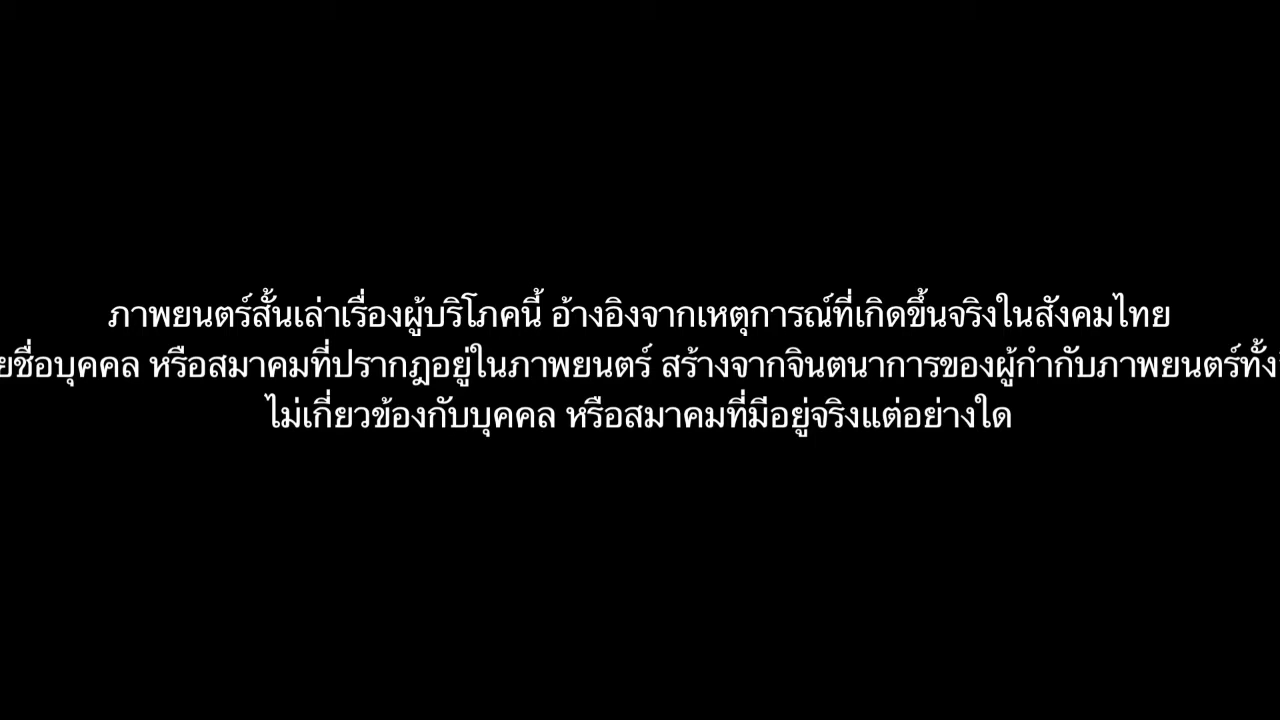 ภาพยนตร์สั้นเล่าเรื่องผู้บริโภคนี้ อ้างอิงจากเหตุการณ์ที่เกิดขึ้นจริงในสังคมไทย
ยชื่อบุคคล หรือสมาคมที่ปรากฎอยู่ในภาพยนตร์ สร้างจากจินตนาการของผู้กำกับภาพยนตร์ทั้ง
ไม่เกี่ยวข้องกับบุคคล หรือสมาคมที่มีอยู่จริงแต่อย่างใด